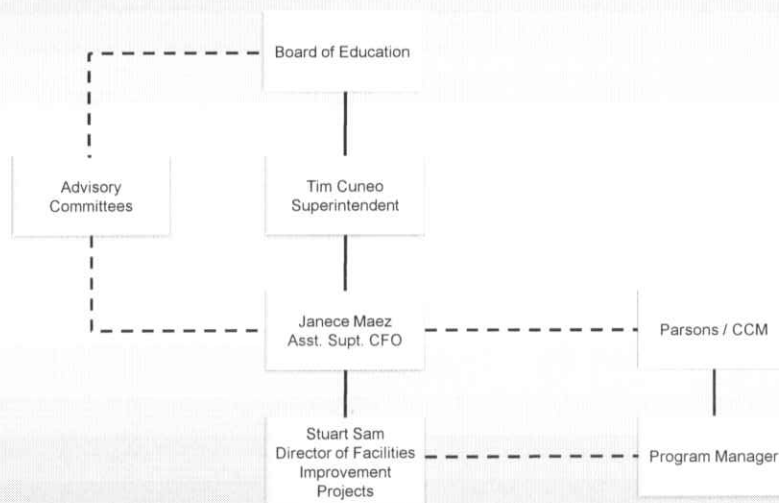 Board of Education
Advisory
Committees
Tim Cuneo
Superintendent
Janece Maez
Asst. Supt. CFO
Parsons / CCM
Stuart Sam
Director of Facilities
Improvement
Projects
Program Manager